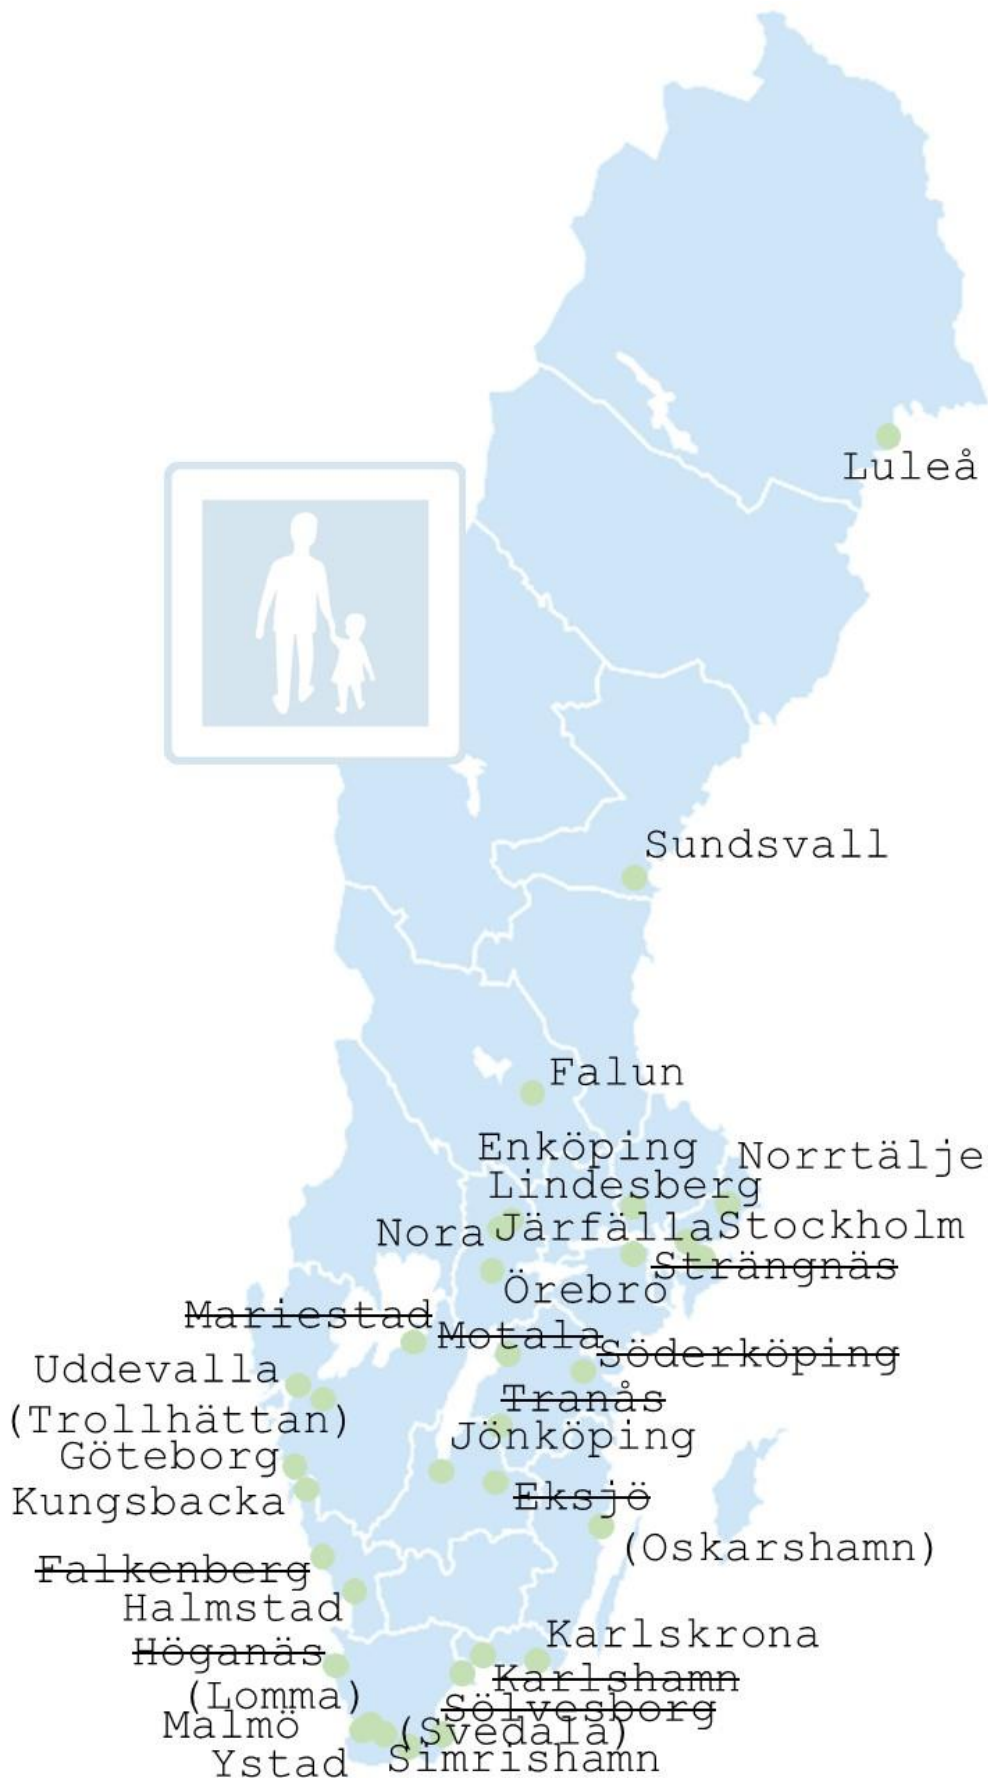 Luleå
Sundsvall
Falun
Enköping
Norrtälje
Lindesberg
Nora
Järfälla
Stockholm
Strängnäs
Örebro
Mariestad
Motala
Söderköping
Uddevalla
Tranås
(Trollhättan)
Jönköping
Göteborg
Kungsbacka
Eksjö
(Oskarshamn)
Falkenberg
Halmstad
Karlskrona
Höganäs
Karlshamn
(Lomma)
Sölvesborg
Malmö
(Svedala)
Ystad
Simrishamn